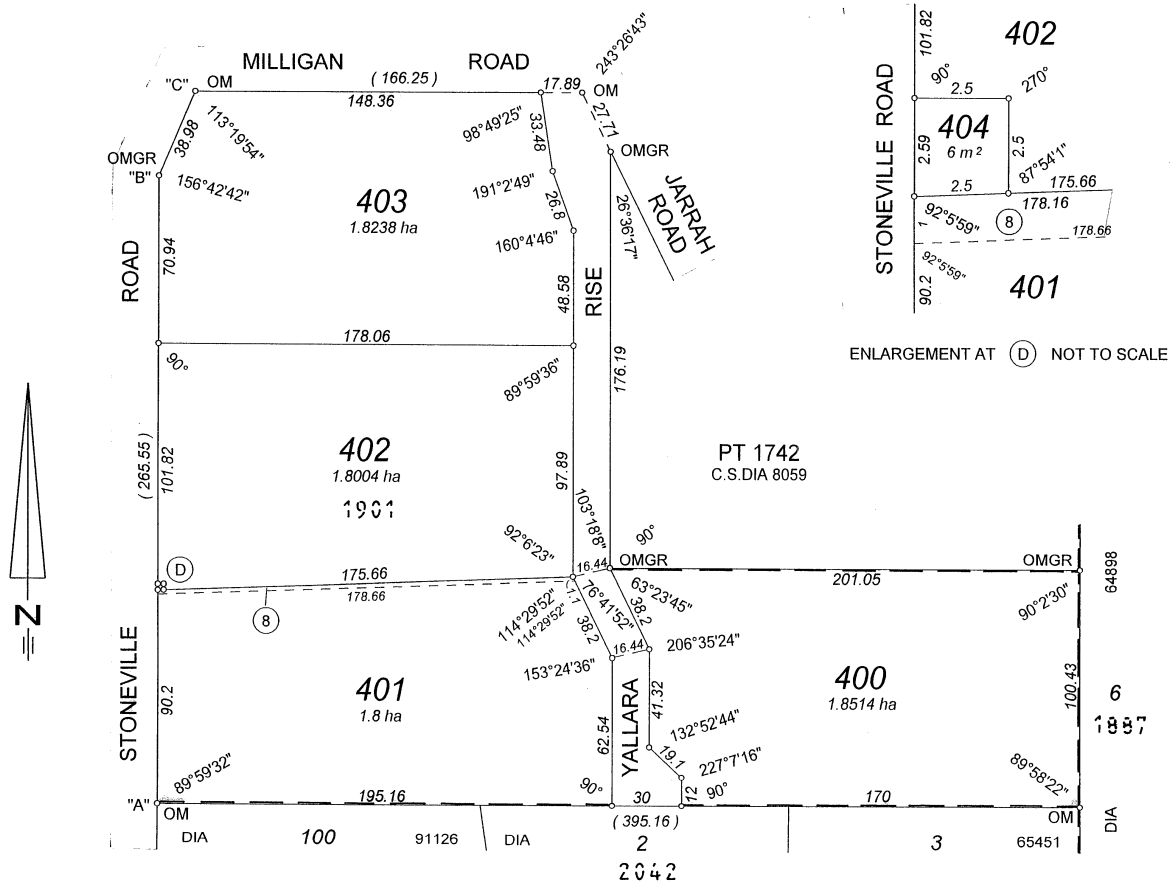 MILLIGAN ROAD
"C" OM
( 166.25 )
148.36
17.89
OM
243°26'43"
27.71
OMGR
113°19'54"
38.98
OMGR
"B"
156°42'42"
98°49'25"
33.48
191°2'49"
26.8
160°4'46"
403
1.8238 ha
JARRAH
ROAD
26°36'17"
ROAD
70.94
48.58
RISE
178.06
90°
89°59'36"
176.19
402
1.8004 ha
1901
( 265.55 )
101.82
97.89
PT 1742
C.S.DIA 8059
103°18'8"
90°
92°6'23"
16.44
OMGR
201.05
OMGR
64898
90°2'30"
D
175.66
178.66
8
114°29'52"
114°29'52"
1.1
76°41'52"
38.2
63°23'45"
38.2
16.44
206°35'24"
153°24'36"
STONEVILLE
90.2
401
1.8 ha
62.54
YALLARA
41.32
132°52'44"
19.1
227°7'16"
400
1.8514 ha
100.43
6
1887
89°59'32"
"A"
OM
195.16
90°
30
12
90°
170
89°58'22"
OM
( 395.16 )
DIA 100 91126
DIA 2
3 65451
DIA
2042
N
101.82
402
STONEVILLE ROAD
90°
2.5
270°
404
6 m²
2.59
2.5
87°54'1"
2.5
175.66
178.16
92°5'59"
8
1
178.66
92°5'59"
90.2
401
ENLARGEMENT AT D NOT TO SCALE